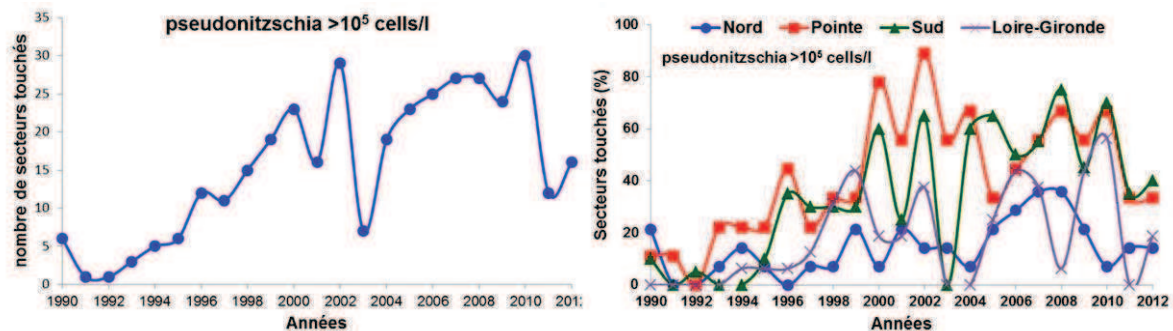 pseudonitzschia >10⁵ cells/l
nombre de secteurs touchés
35
30
25
20
15
10
5
0
1990 1992 1994 1996 1998 2000 2002 2004 2006 2008 2010 201
Années
Nord Pointe Sud Loire-Gironde
pseudonitzschia >10⁵ cells/l
Secteurs touchés (%)
100
80
60
40
20
0
1990 1992 1994 1996 1998 2000 2002 2004 2006 2008 2010 2012
Années